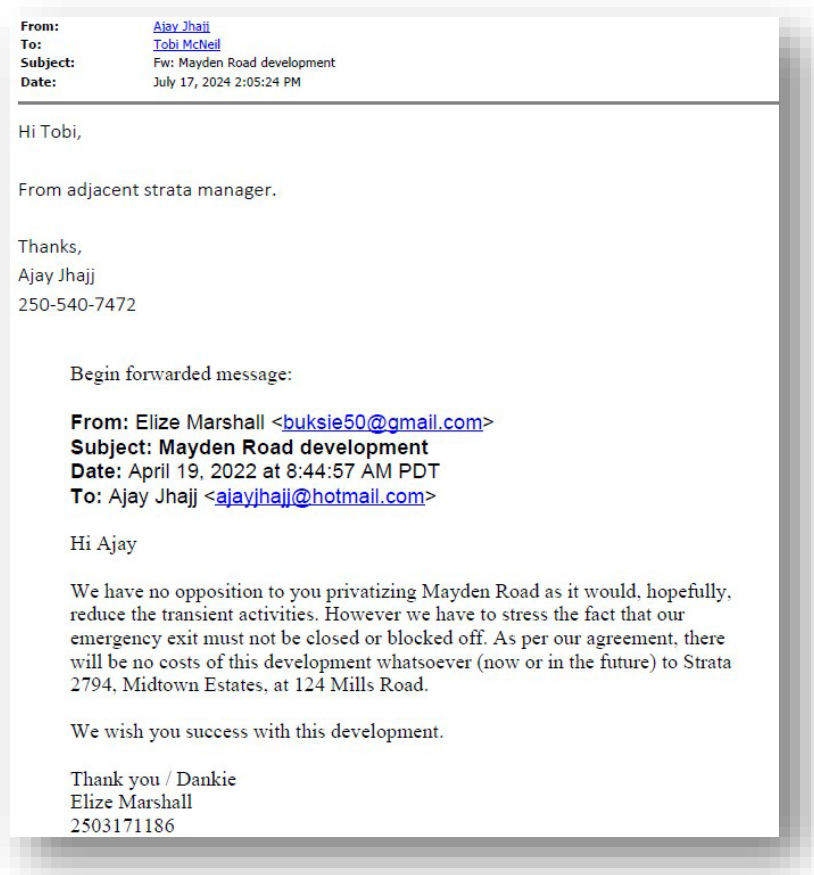 From: Ajay Jhajj
To: Tobi McNeil
Subject: Fw: Mayden Road development
Date: July 17, 2024 2:05:24 PM
Hi Tobi,
From adjacent strata manager.
Thanks,
Ajay Jhajj
250-540-7472
Begin forwarded message:
From: Elize Marshall <buksie50@gmail.com>
Subject: Mayden Road development
Date: April 19, 2022 at 8:44:57 AM PDT
To: Ajay Jhajj <ajayjhajj@hotmail.com>
Hi Ajay
We have no opposition to you privatizing Mayden Road as it would, hopefully,
reduce the transient activities. However we have to stress the fact that our
emergency exit must not be closed or blocked off. As per our agreement, there
will be no costs of this development whatsoever (now or in the future) to Strata
2794, Midtown Estates, at 124 Mills Road.
We wish you success with this development.
Thank you / Dankie
Elize Marshall
2503171186